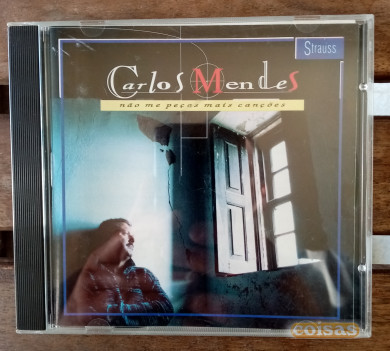 Strauss
Carlos Mendes
não me peças mais canções
coisas